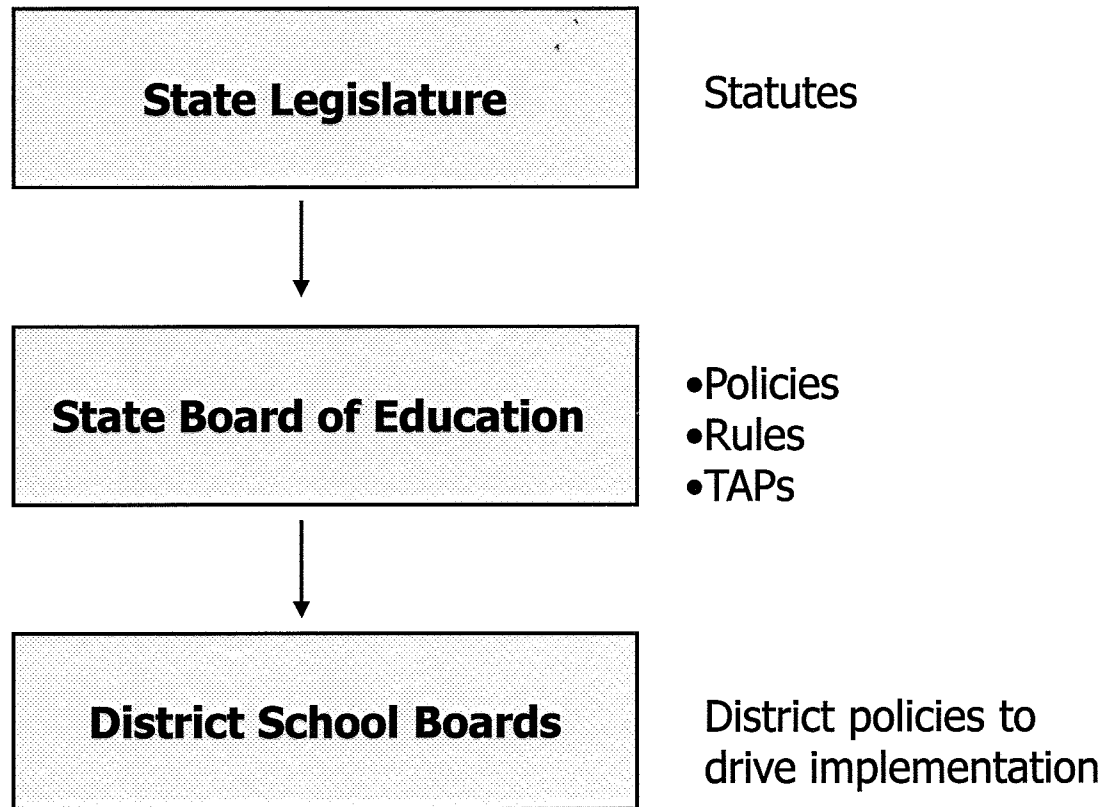 State Legislature
Statutes
State Board of Education
•Policies
•Rules
•TAPs
District School Boards
District policies to
drive implementation